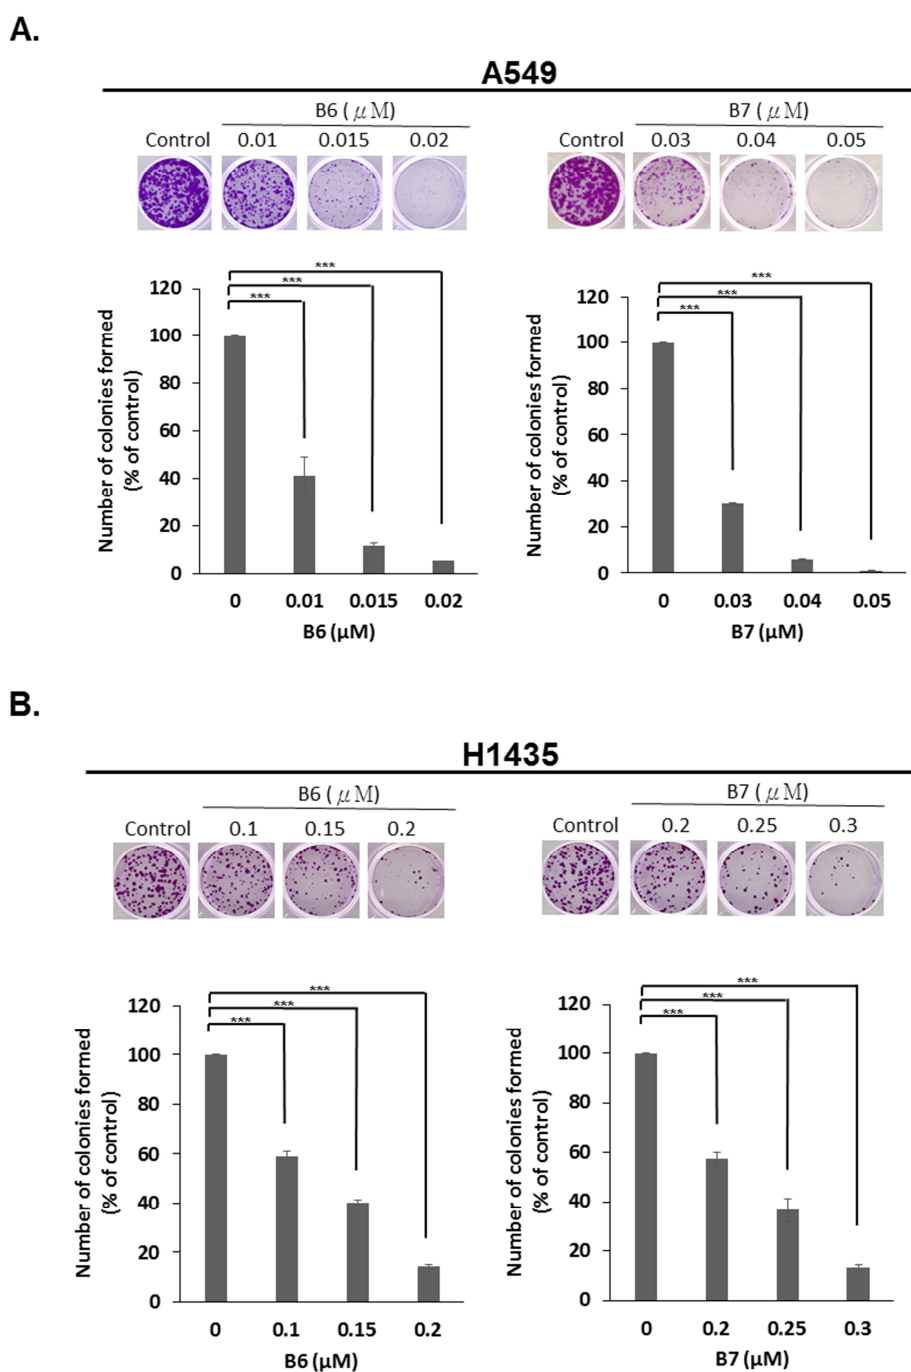 A.
A549
B6 ( μM)
B7 ( μM)
Control 0.01 0.015 0.02
Control 0.03 0.04 0.05
***
***
***
120
100
80
60
40
20
0
Number of colonies formed
(% of control)
0 0.01 0.015 0.02
B6 (μM)
***
***
***
120
100
80
60
40
20
0
Number of colonies formed
(% of control)
0 0.03 0.04 0.05
B7 (μM)
B.
H1435
B6 ( μM)
B7 ( μM)
Control 0.1 0.15 0.2
Control 0.2 0.25 0.3
***
***
***
120
100
80
60
40
20
0
Number of colonies formed
(% of control)
0 0.1 0.15 0.2
B6 (μM)
***
***
***
120
100
80
60
40
20
0
Number of colonies formed
(% of control)
0 0.2 0.25 0.3
B7 (μM)